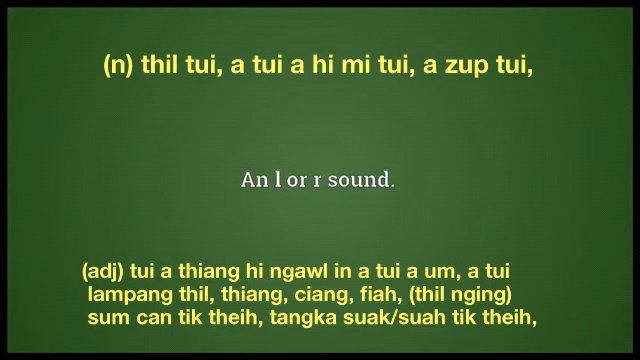 (n) thil tui, a tui a hi mi tui, a zup tui,
An l or r sound.
(adj) tui a thiang hi ngawl in a tui a um, a tui
lampang thil, thiang, ciang, fiah, (thil nging)
sum can tik theih, tangka suak/suah tik theih,